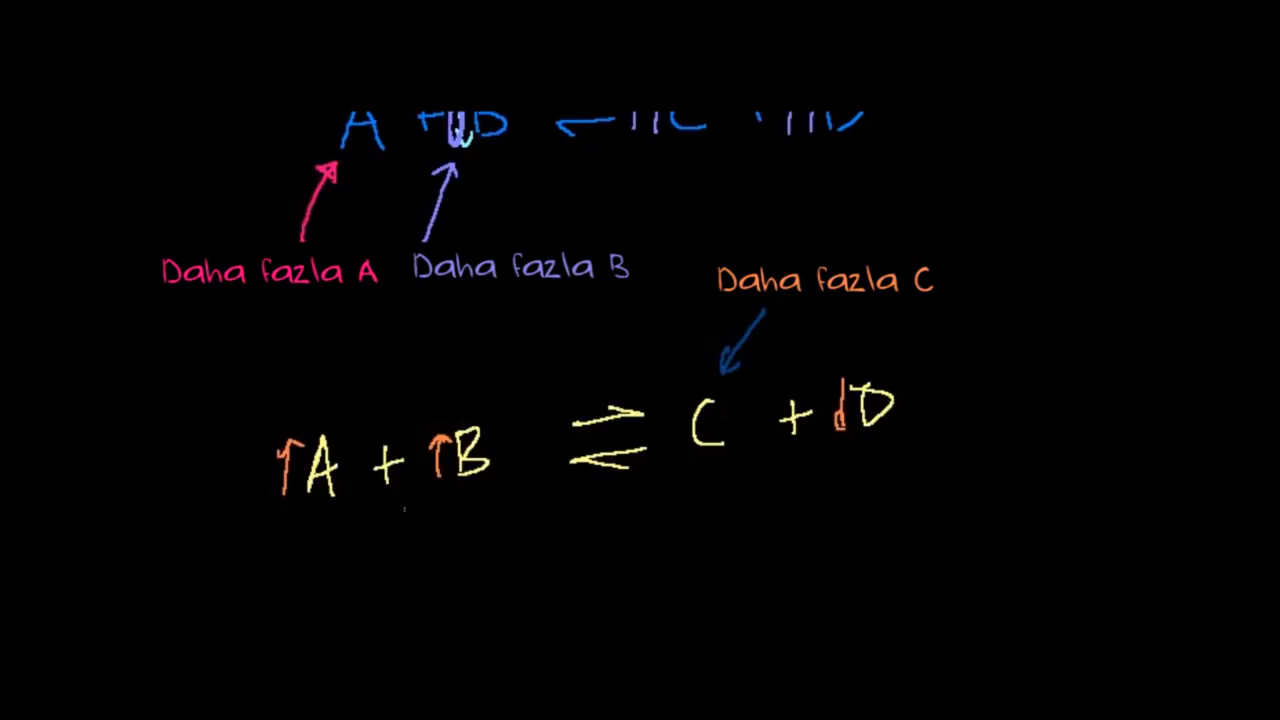 Daha fazla A Daha fazla B
Daha fazla C
↑A + ↑B ⇌ C + ↓D